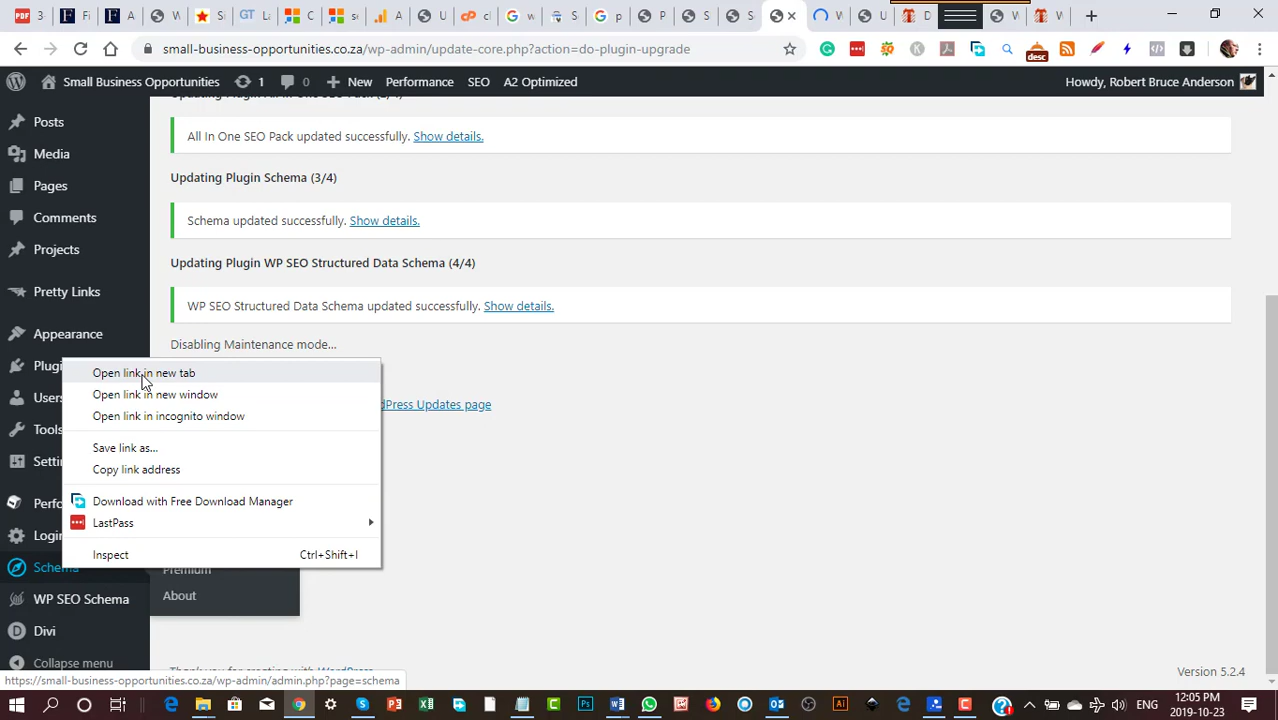 small-business-opportunities.co.za/wp-admin/update-core.php?action=do-plugin-upgrade
desc
Small Business Opportunities 1 0 New Performance SEO A2 Optimized Howdy, Robert Bruce Anderson
Posts
Media
Pages
Comments
Projects
Pretty Links
Appearance
Plugi
Users
Tools
Setti
Perfo
Login
Schema
WP SEO Schema
Divi
Collapse menu
All In One SEO Pack updated successfully. Show details.
Updating Plugin Schema (3/4)
Schema updated successfully. Show details.
Updating Plugin WP SEO Structured Data Schema (4/4)
WP SEO Structured Data Schema updated successfully. Show details.
Disabling Maintenance mode...
dPress Updates page
Open link in new tab
Open link in new window
Open link in incognito window
Save link as...
Copy link address
Download with Free Download Manager
LastPass
Inspect Ctrl+Shift+I
Premium
About
Version 5.2.4
https://small-business-opportunities.co.za/wp-admin/admin.php?page=schema
12:05 PM
ENG
2019-10-23